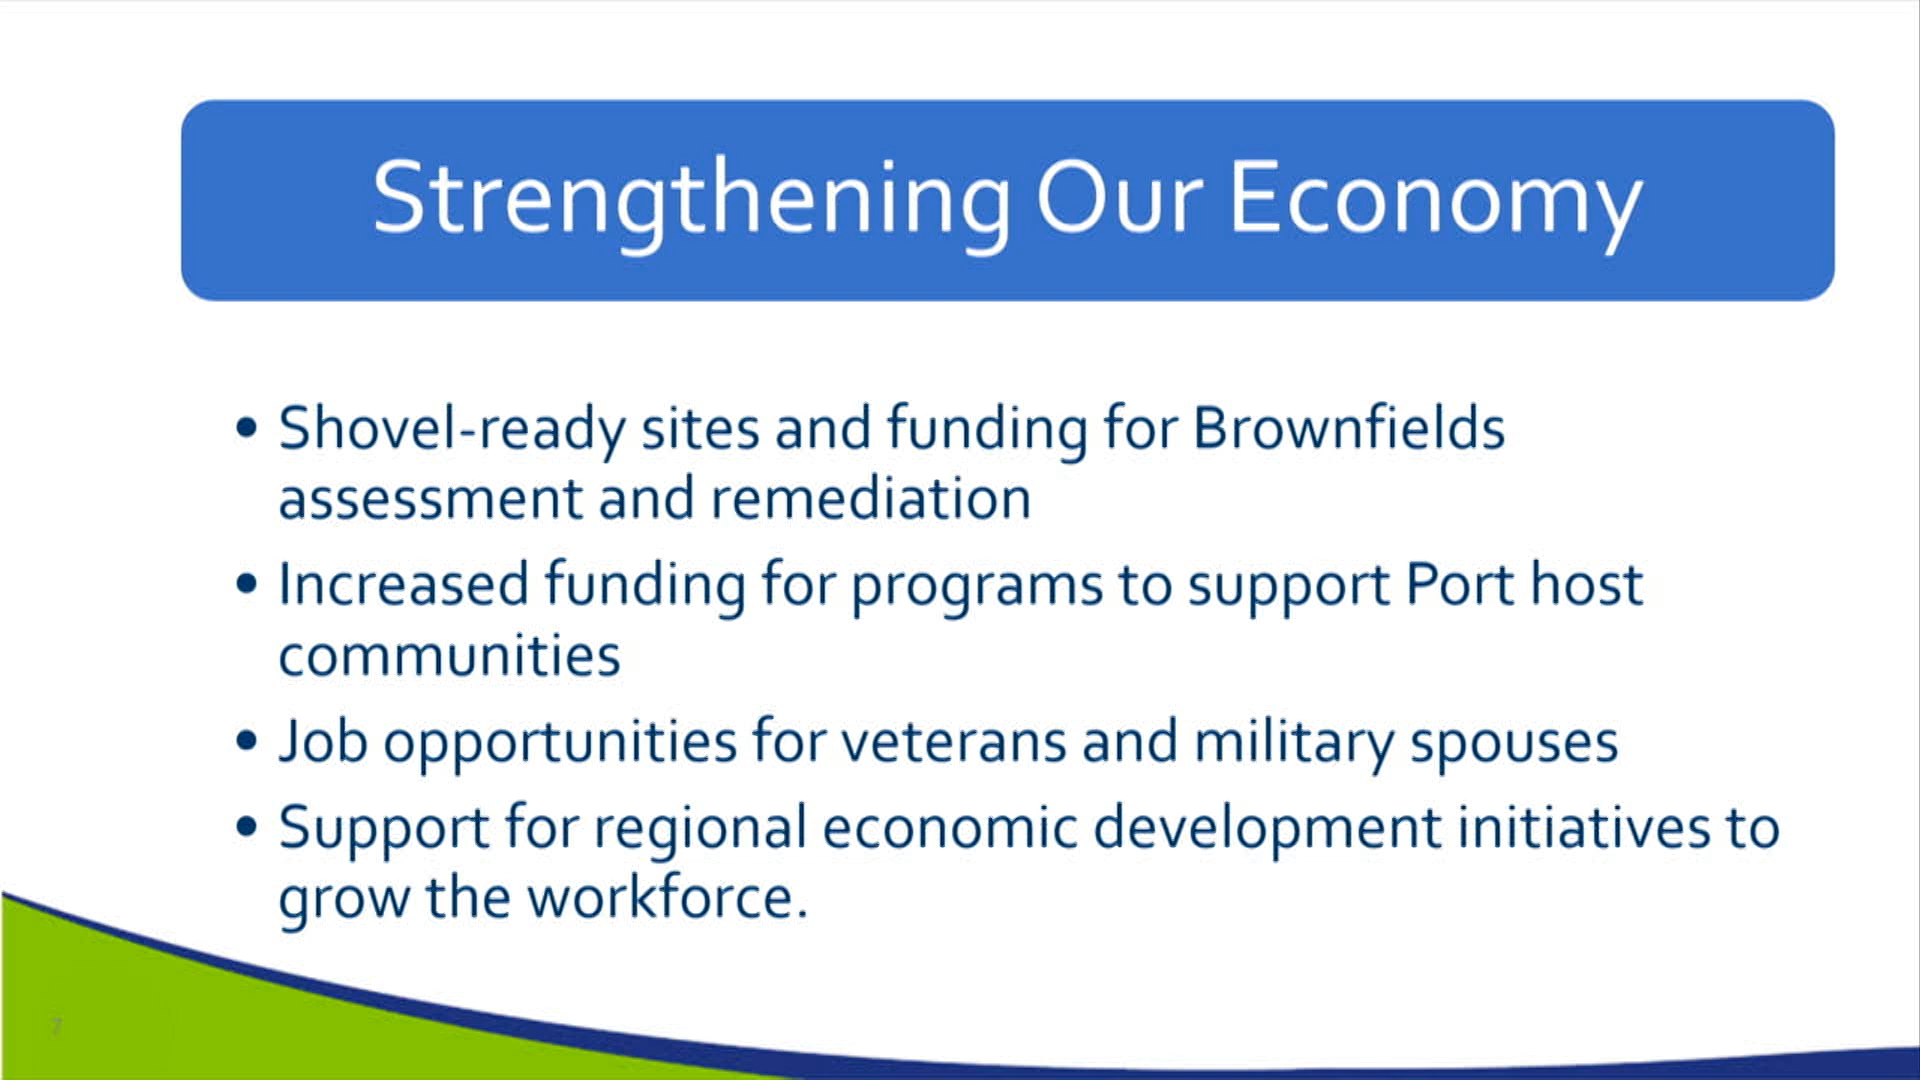 Strengthening Our Economy
• Shovel-ready sites and funding for Brownfields
assessment and remediation
• Increased funding for programs to support Port host
communities
• Job opportunities for veterans and military spouses
• Support for regional economic development initiatives to
grow the workforce.
7